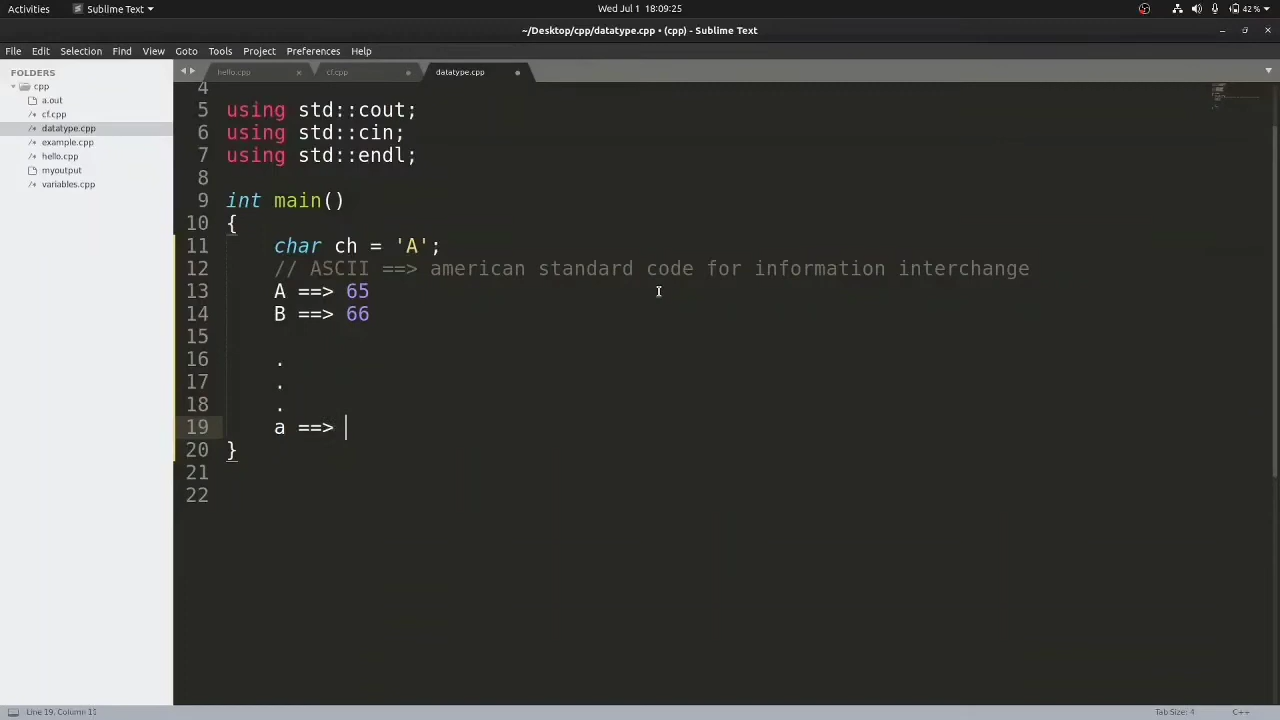 Activities
Sublime Text
Wed Jul 1 18:09:25
42 %
~/Desktop/cpp/datatype.cpp • (cpp) - Sublime Text
File Edit Selection Find View Goto Tools Project Preferences Help
FOLDERS
cpp
a.out
cf.cpp
datatype.cpp
example.cpp
hello.cpp
myoutput
variables.cpp
hello.cpp
cf.cpp
datatype.cpp
4
5 using std::cout;
6 using std::cin;
7 using std::endl;
8
9 int main()
10 {
11 char ch = 'A';
12 // ASCII ==> american standard code for information interchange
13 A ==> 65
14 B ==> 66
15
16 .
17 .
18 .
19 a ==>
20 }
21
22
Line 19, Column 11
Tab Size: 4
C++